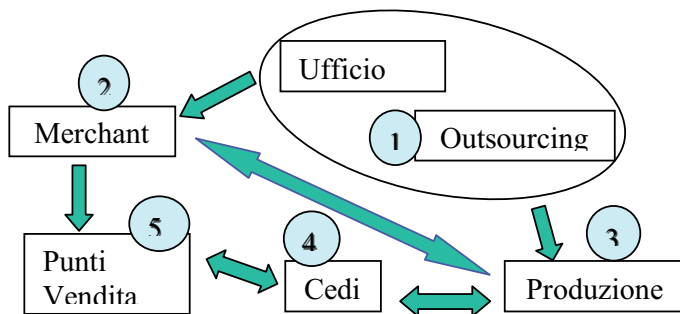 Ufficio
2
Merchant
1
Outsourcing
5
4
3
Punti
Vendita
Cedi
Produzione